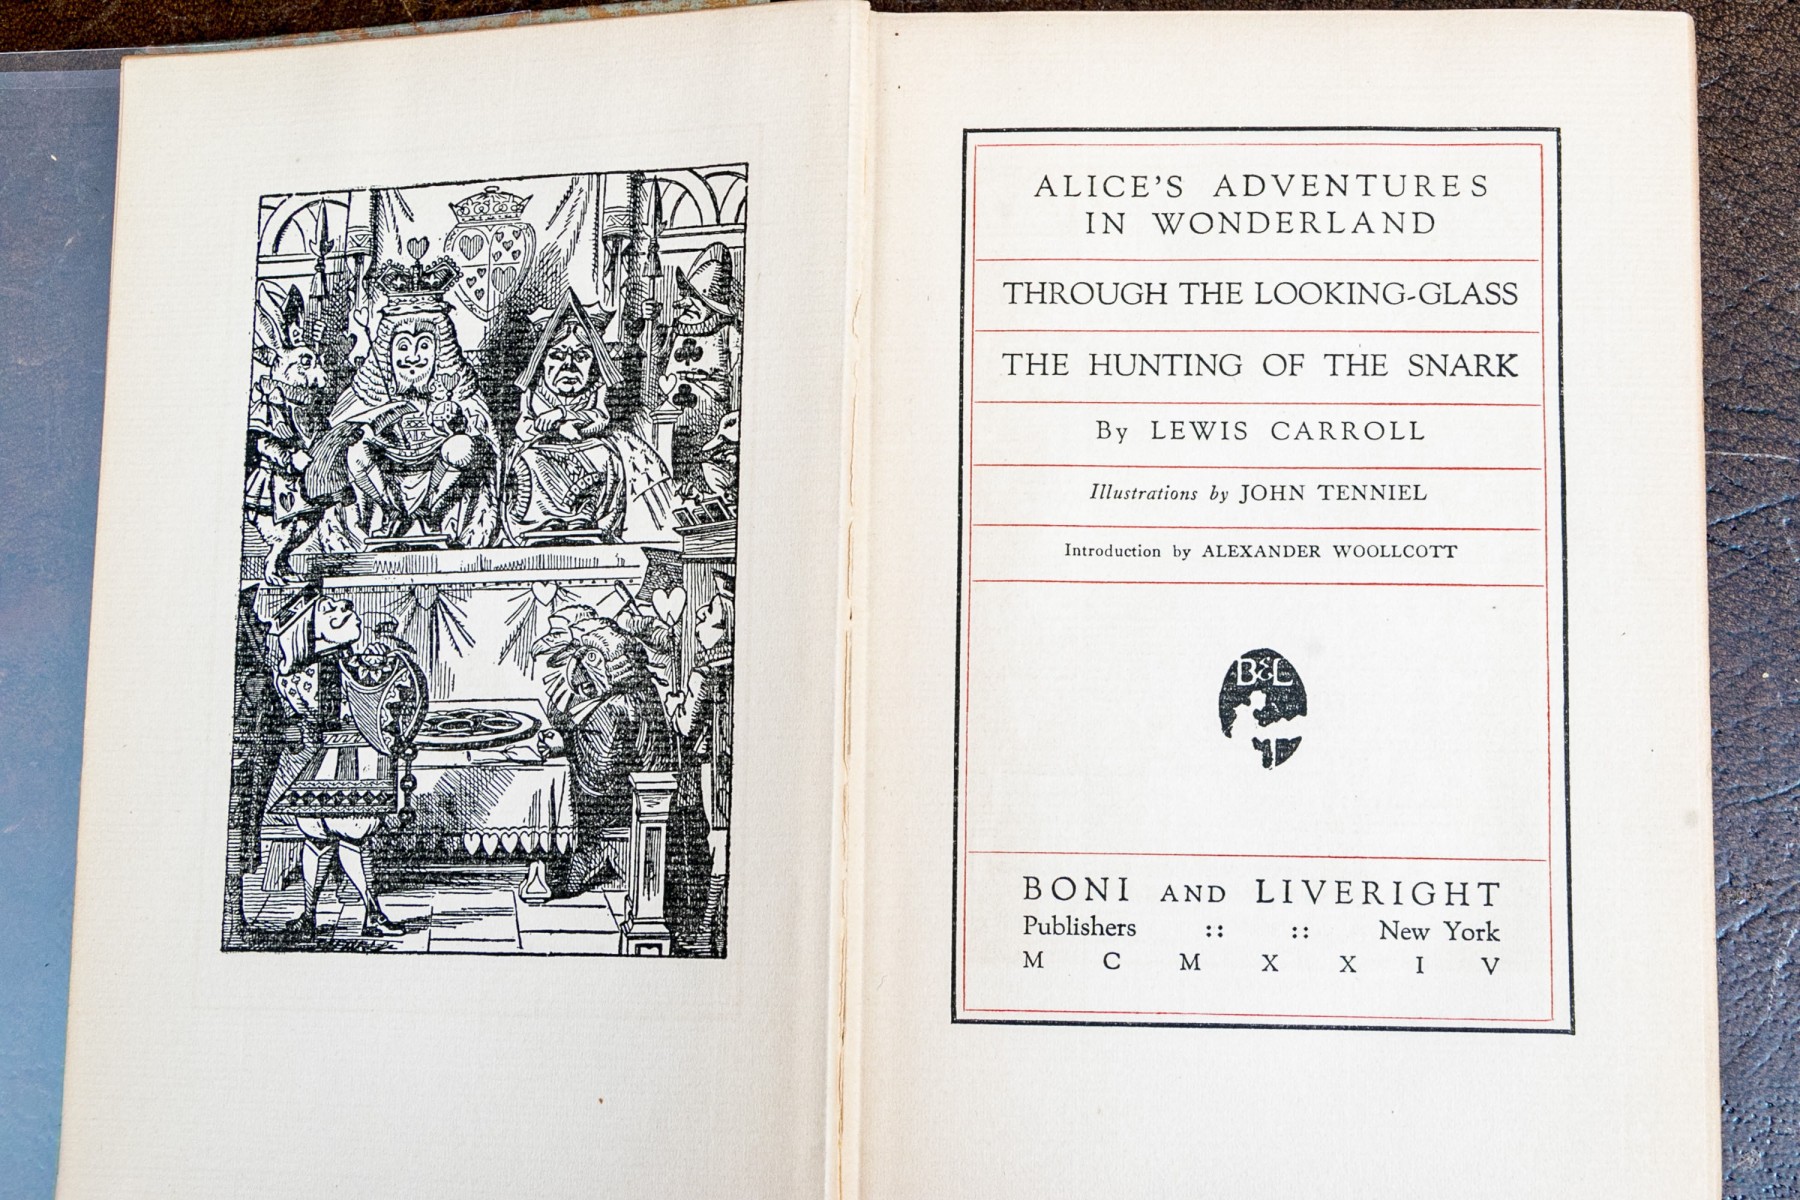 ALICE'S ADVENTURES
IN WONDERLAND
THROUGH THE LOOKING-GLASS
THE HUNTING OF THE SNARK
By LEWIS CARROLL
Illustrations by JOHN TENNIEL
Introduction by ALEXANDER WOOLLCOTT
B&L
BONI AND LIVERIGHT
Publishers :: :: New York
M C M X X I V